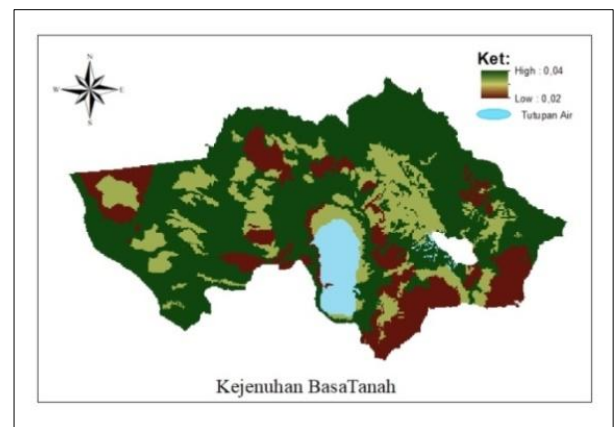 N
W E
S
Ket:
High : 0,04
Low : 0,02
Tutupan Air
Kejenuhan BasaTanah